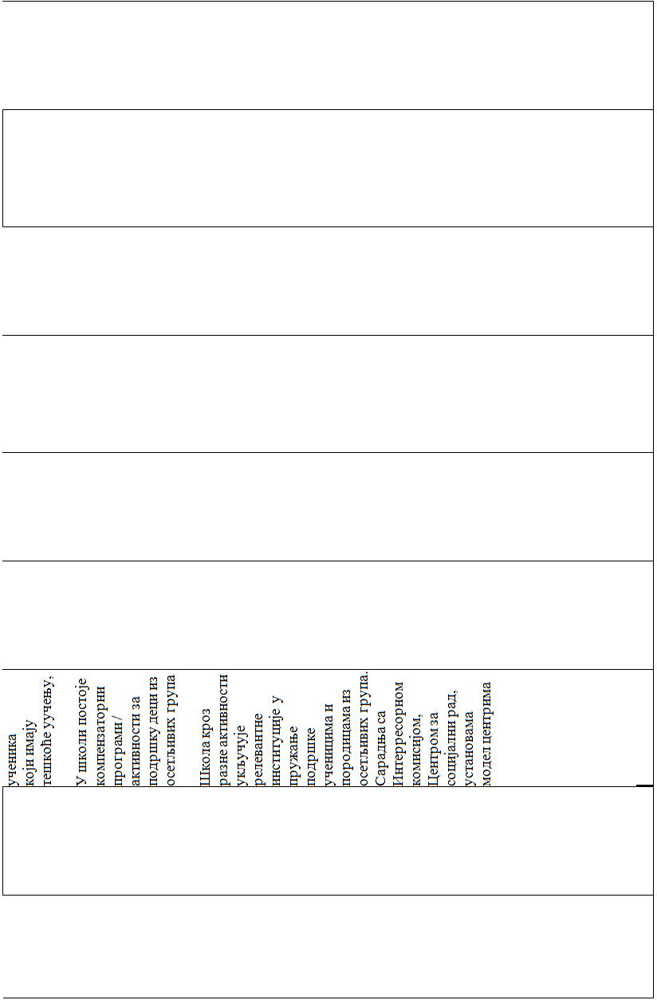 ученика
који имају
тешкоће уучењу,
У школи постоје
компензаторни
програми /
активности за
подршку деци из
осетљивих група
Школа кроз
разне активности
укључује
релевантне
институције у
пружање
подршке
ученицима и
породицама из
осетљивих група.
Сарадња са
Интерресорном
комисијом,
Центром за
социјални рад,
установама
модел центрима